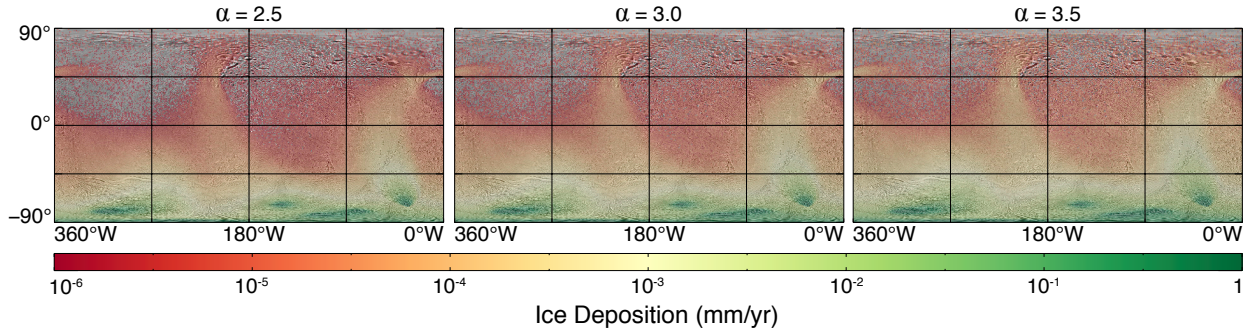 α = 2.5 α = 3.0 α = 3.5
90°
0°
−90°
360°W 180°W 0°W 360°W 180°W 0°W 360°W 180°W 0°W
10-6 10-5 10-4 10-3 10-2 10-1 1
Ice Deposition (mm/yr)